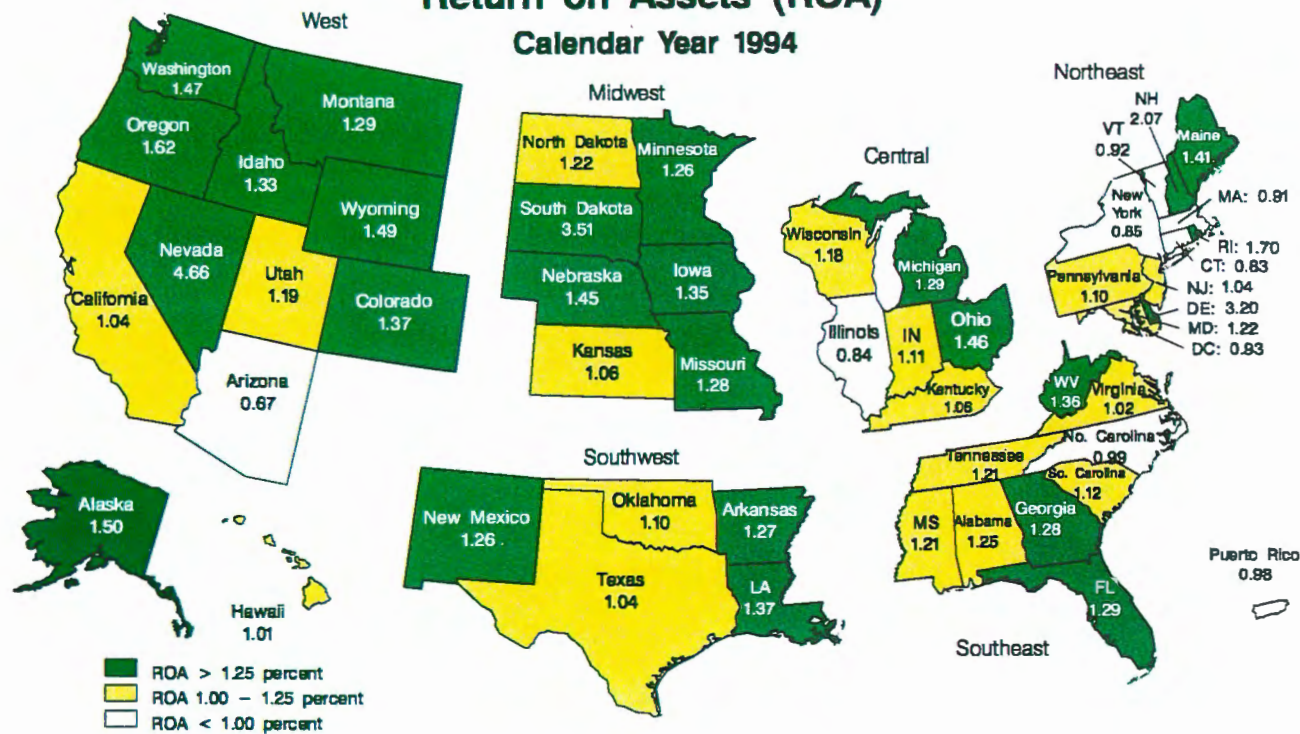 Return on Assets (ROA)
Calendar Year 1994
West
Washington
1.47
Oregon
1.62
Montana
1.29
Idaho
1.33
Wyoming
1.49
Nevada
4.66
Utah
1.19
California
1.04
Colorado
1.37
Arizona
0.67
Alaska
1.50
Hawaii
1.01
Midwest
North Dakota
1.22
Minnesota
1.26
South Dakota
3.51
Nebraska
1.45
Iowa
1.35
Kansas
1.06
Missouri
1.28
Central
Wisconsin
1.18
Michigan
1.29
Illinois
0.84
IN
1.11
Ohio
1.46
Kentucky
1.06
Northeast
NH
2.07
VT
0.92
Maine
1.41
New
York
0.85
MA: 0.91
RI: 1.70
CT: 0.83
Pennsylvania
1.10
NJ: 1.04
DE: 3.20
MD: 1.22
DC: 0.93
Southwest
New Mexico
1.26
Oklahoma
1.10
Arkansas
1.27
Texas
1.04
LA
1.37
WV
1.36
Virginia
1.02
No. Carolina
0.99
Tennessee
1.21
So. Carolina
1.12
MS
1.21
Alabama
1.25
Georgia
1.28
FL
1.29
Southeast
Puerto Rico
0.98
ROA > 1.25 percent
ROA 1.00 - 1.25 percent
ROA < 1.00 percent